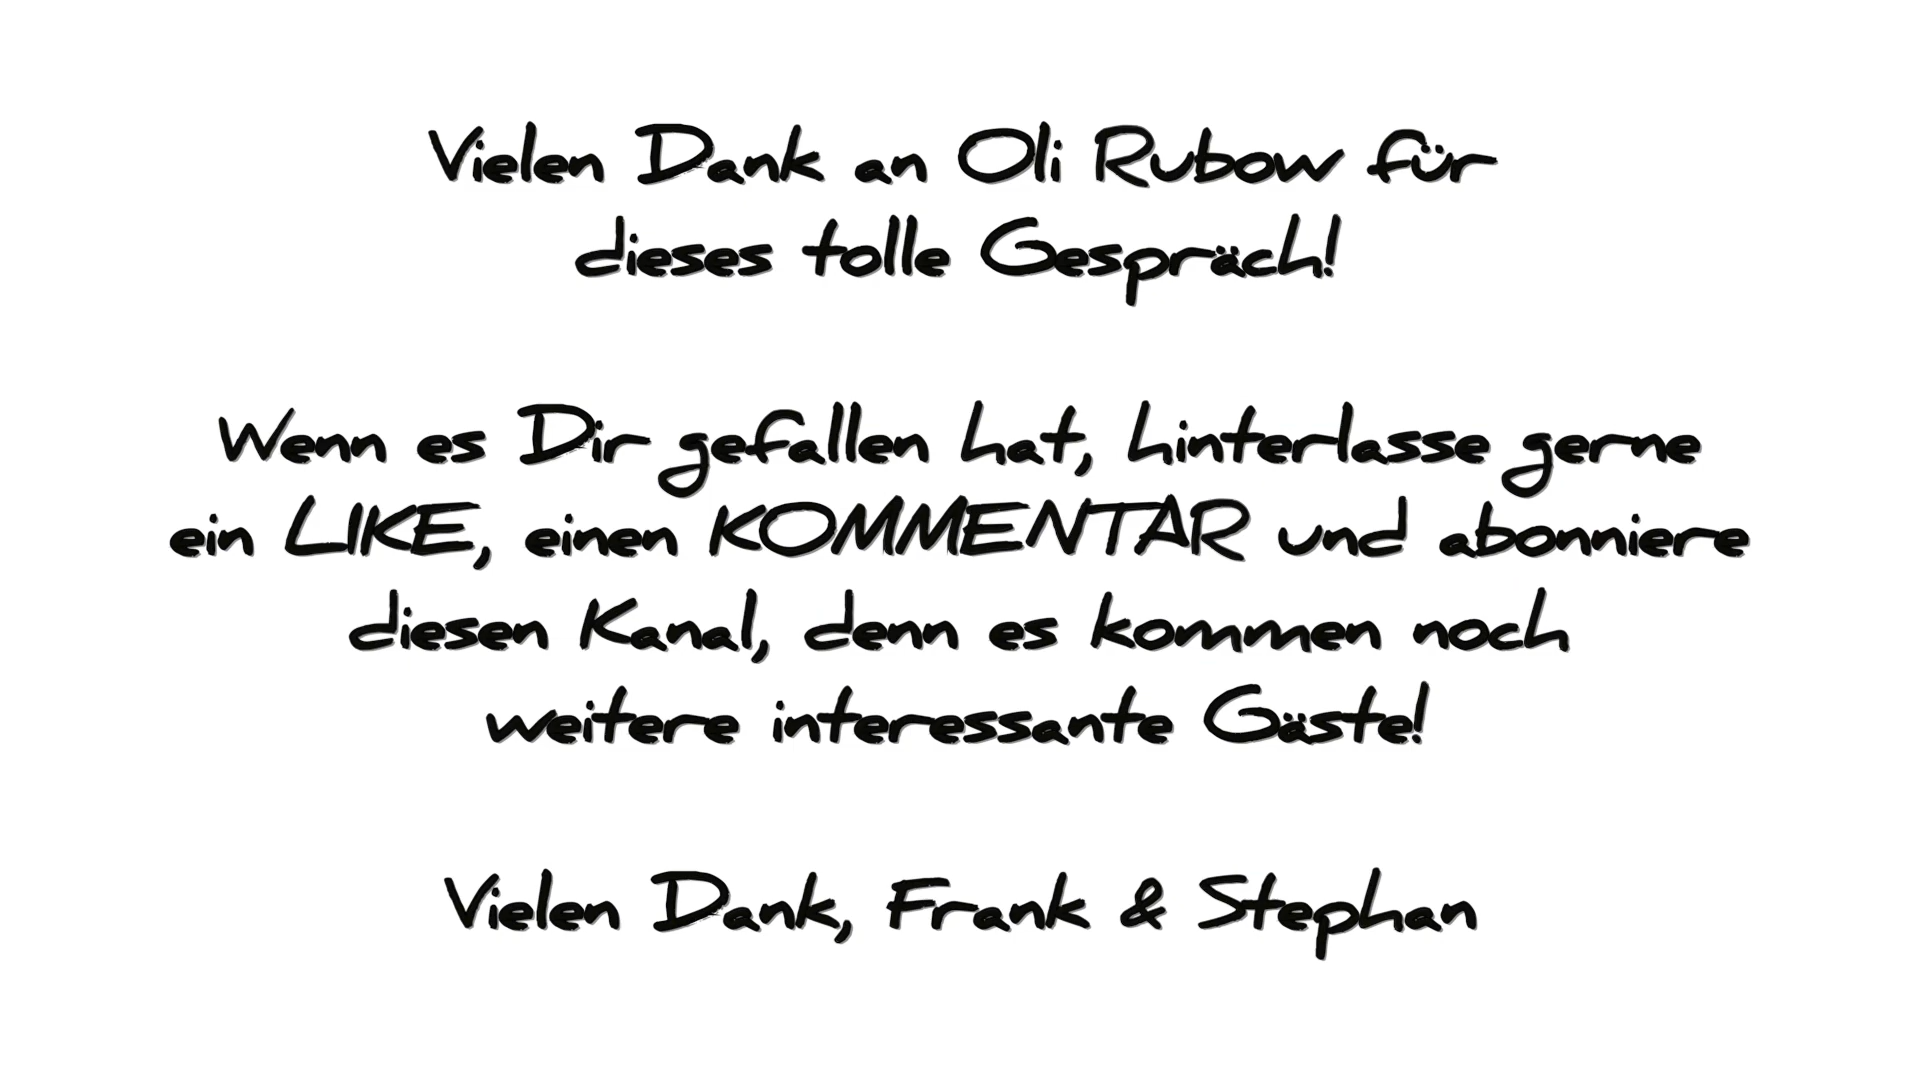 Vielen Dank an Oli Rubow für
dieses tolle Gespräch!
Wenn es Dir gefallen hat, hinterlasse gerne
ein LIKE, einen KOMMENTAR und abonniere
diesen Kanal, denn es kommen noch
weitere interessante Gäste!
Vielen Dank, Frank & Stephan